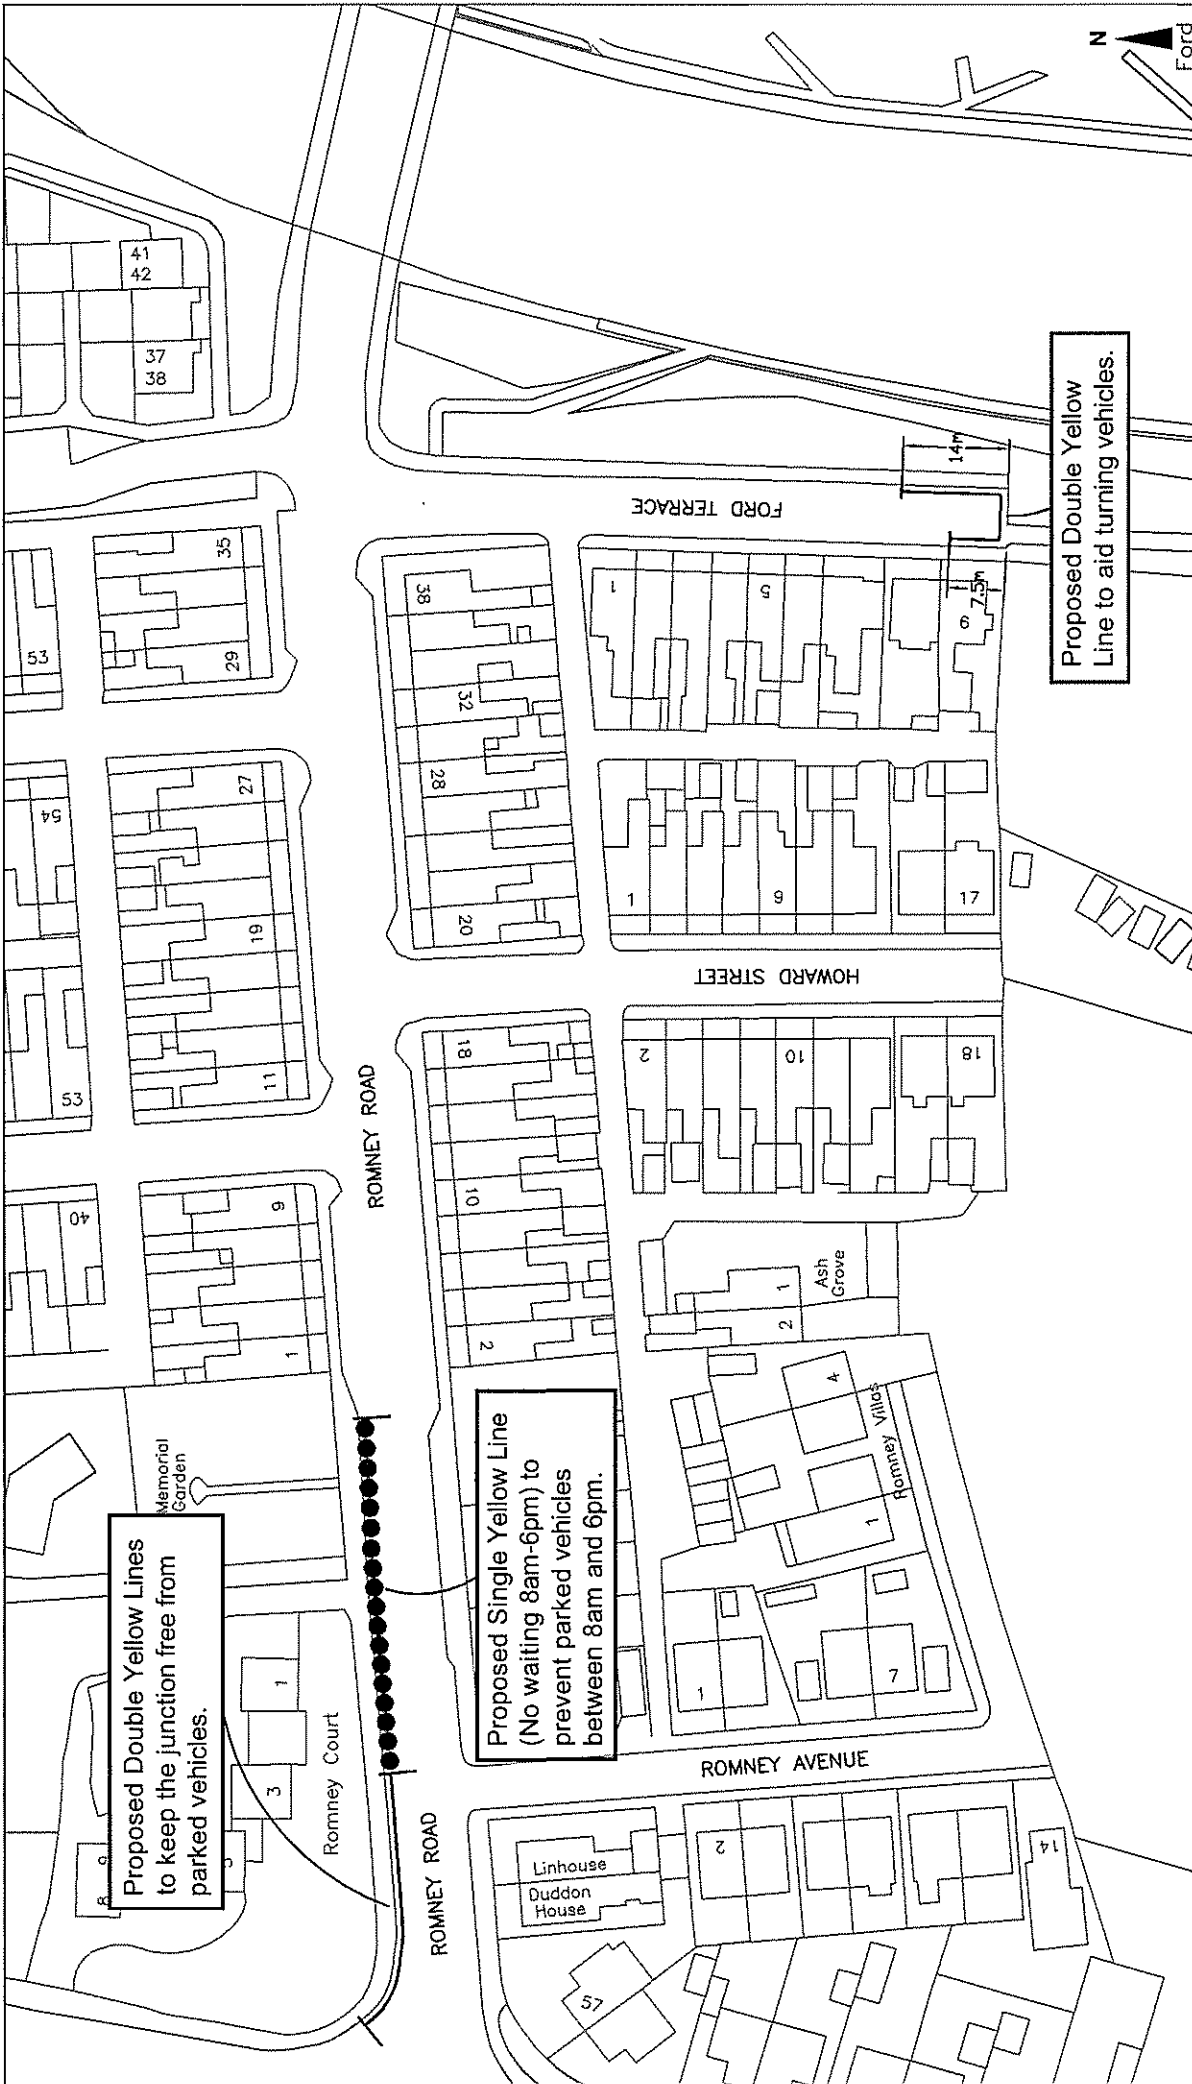 Proposed Double Yellow Lines
to keep the junction free from
parked vehicles.
Proposed Single Yellow Line
(No waiting 8am-6pm) to
prevent parked vehicles
between 8am and 6pm.
Proposed Double Yellow
Line to aid turning vehicles.
N
Ford
41
42
37
38
53
35
29
54
27
19
11
53
40
9
1
Memorial
Garden
1
3
5
9
8
Romney Court
ROMNEY ROAD
ROMNEY ROAD
38
32
28
20
18
10
2
FORD TERRACE
14m
7.5m
1
5
6
1
9
17
HOWARD STREET
2
10
18
Ash
Grove
1
2
4
Romney Villas
1
1
7
ROMNEY AVENUE
Linhouse
Duddon
House
2
14
57